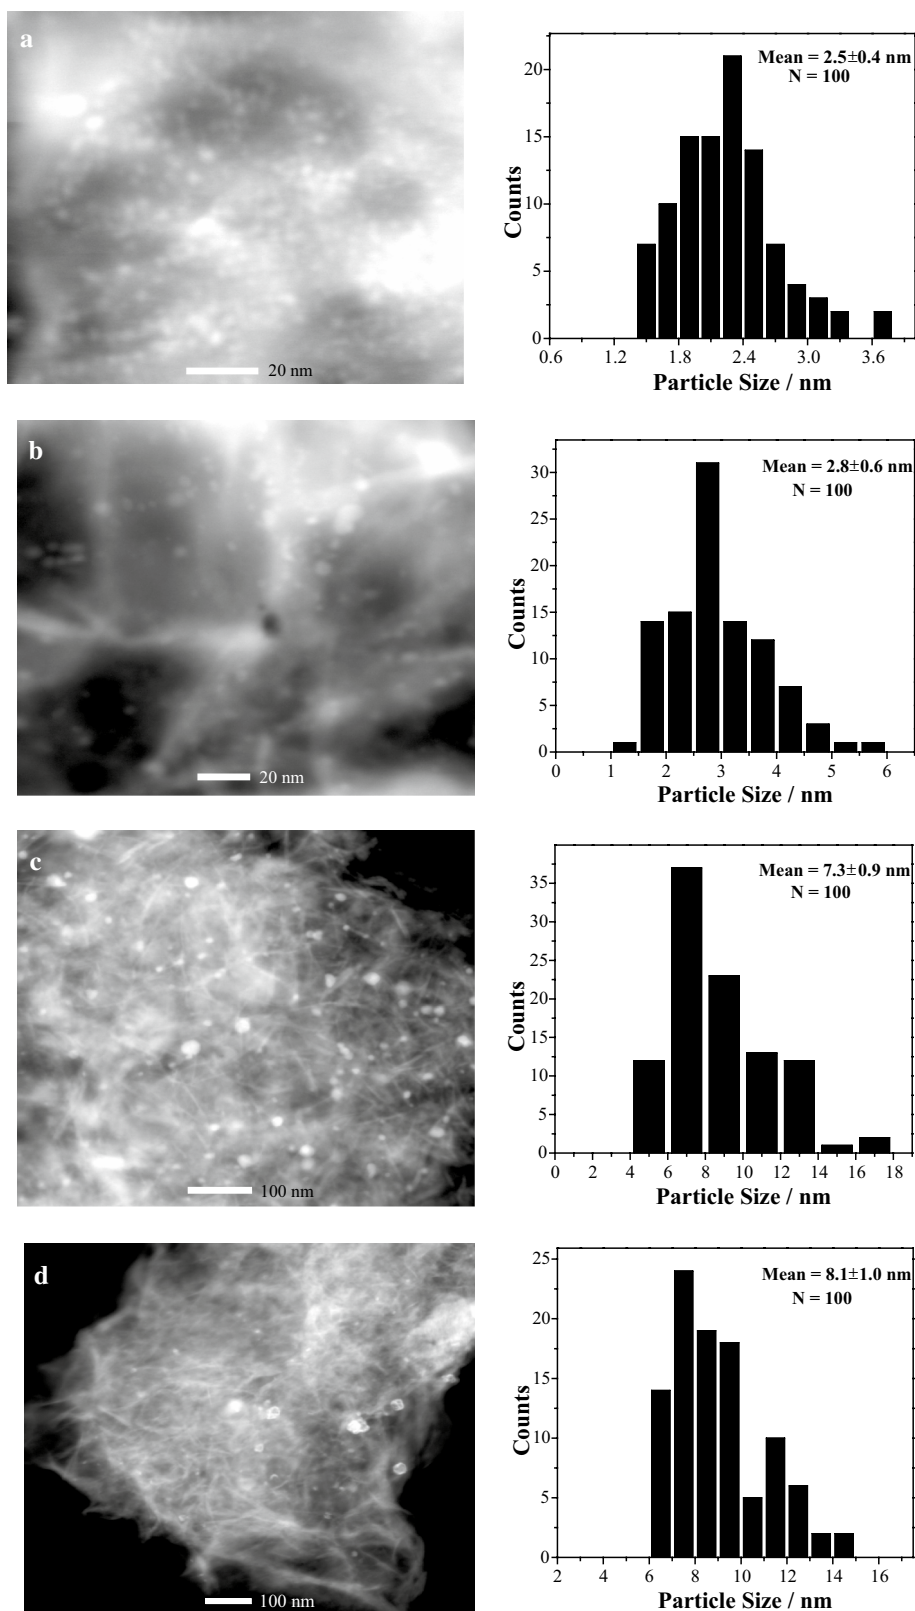 a
20 nm
Mean = 2.5±0.4 nm
N = 100
20
15
10
5
0
Counts
0.6 1.2 1.8 2.4 3.0 3.6
Particle Size / nm
b
20 nm
Mean = 2.8±0.6 nm
N = 100
30
25
20
15
10
5
0
Counts
0 1 2 3 4 5 6
Particle Size / nm
c
100 nm
Mean = 7.3±0.9 nm
N = 100
35
30
25
20
15
10
5
0
Counts
0 2 4 6 8 10 12 14 16 18
Particle Size / nm
d
100 nm
Mean = 8.1±1.0 nm
N = 100
25
20
15
10
5
0
Counts
2 4 6 8 10 12 14 16
Particle Size / nm